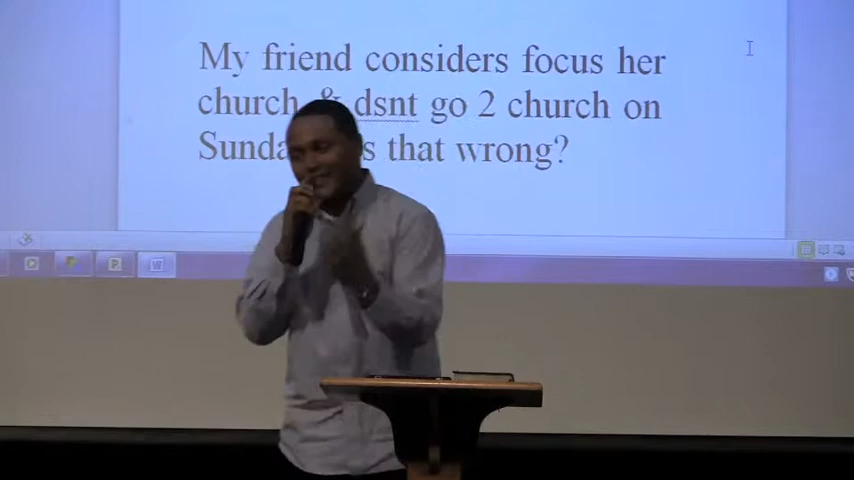 My friend considers focus her
church & dsnt go 2 church on
that wrong?